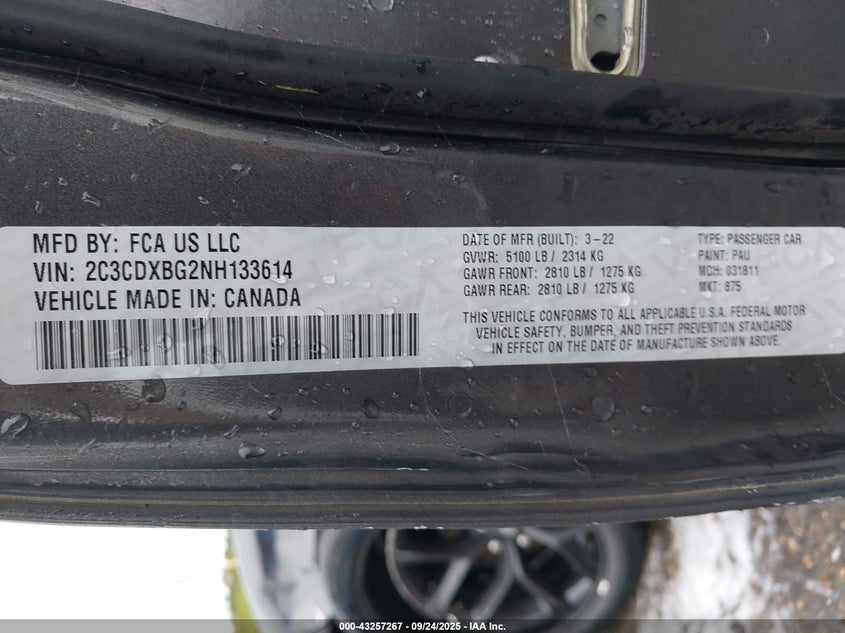 MFD BY: FCA US LLC
VIN: 2C3CDXBG2NH133614
VEHICLE MADE IN: CANADA
DATE OF MFR (BUILT): 3-22
GVWR: 5100 LB / 2314 KG
GAWR FRONT: 2810 LB / 1275 KG
GAWR REAR: 2810 LB / 1275 KG
TYPE: PASSENGER CAR
PAINT: PAU
MCH: 031811
MKT: 875
THIS VEHICLE CONFORMS TO ALL APPLICABLE U.S.A. FEDERAL MOTOR
VEHICLE SAFETY, BUMPER, AND THEFT PREVENTION STANDARDS
IN EFFECT ON THE DATE OF MANUFACTURE SHOWN ABOVE.
000-43257267 - 09/24/2025 - IAA Inc.